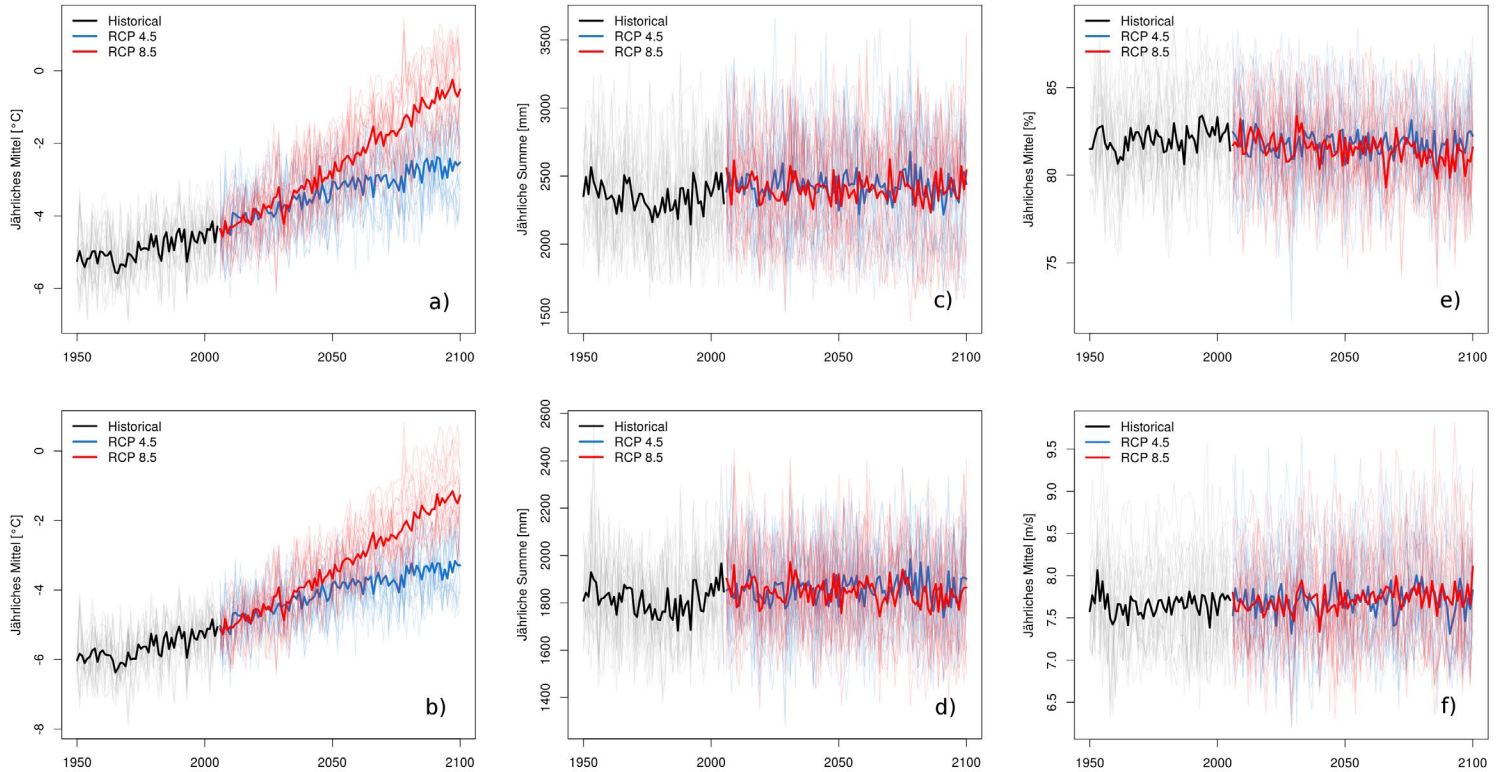 Historical
RCP 4.5
RCP 8.5
Jährliches Mittel [°C]
0
-2
-4
-6
1950
2000
2050
2100
a)
Historical
RCP 4.5
RCP 8.5
Jährliche Summe [mm]
3500
3000
2500
2000
1500
1950
2000
2050
2100
c)
Historical
RCP 4.5
RCP 8.5
Jährliches Mittel [%]
85
80
75
1950
2000
2050
2100
e)
Historical
RCP 4.5
RCP 8.5
Jährliches Mittel [°C]
0
-2
-4
-6
-8
1950
2000
2050
2100
b)
Historical
RCP 4.5
RCP 8.5
Jährliche Summe [mm]
2600
2400
2200
2000
1800
1600
1400
1950
2000
2050
2100
d)
Historical
RCP 4.5
RCP 8.5
Jährliches Mittel [m/s]
9.5
9.0
8.5
8.0
7.5
7.0
6.5
1950
2000
2050
2100
f)